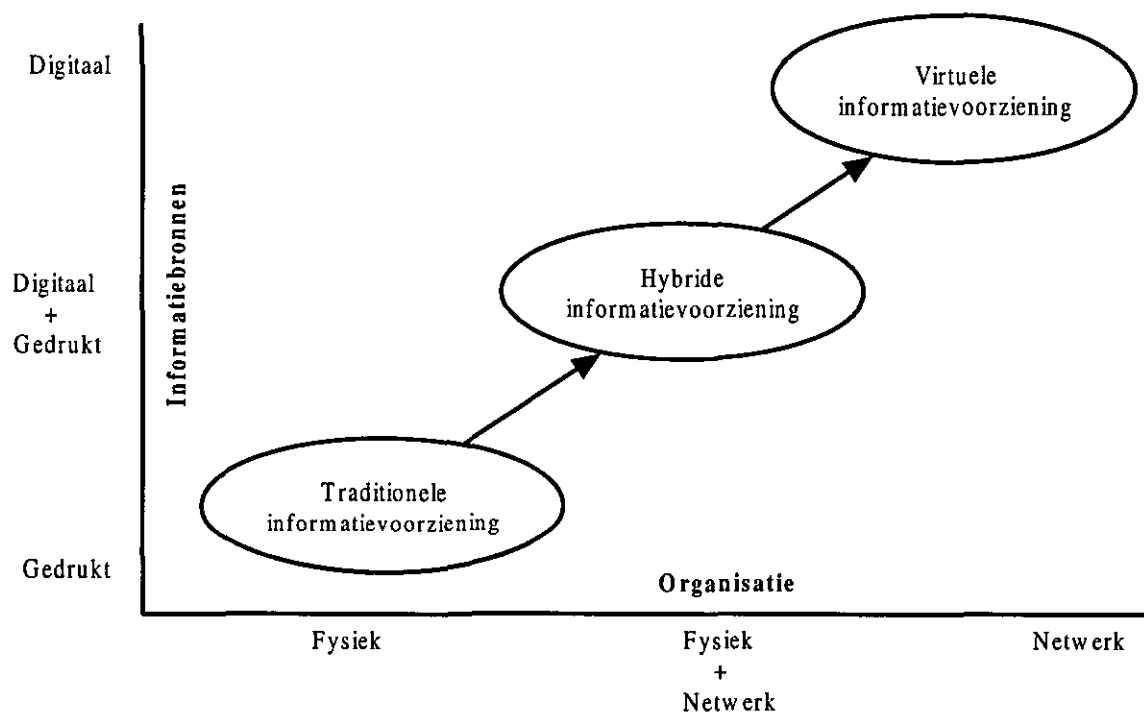 Digitaal
Virtuele
informatievoorziening
Informatiebronnen
Digitaal
+
Gedrukt
Hybride
informatievoorziening
Traditionele
informatievoorziening
Gedrukt
Organisatie
Fysiek
Fysiek
+
Netwerk
Netwerk